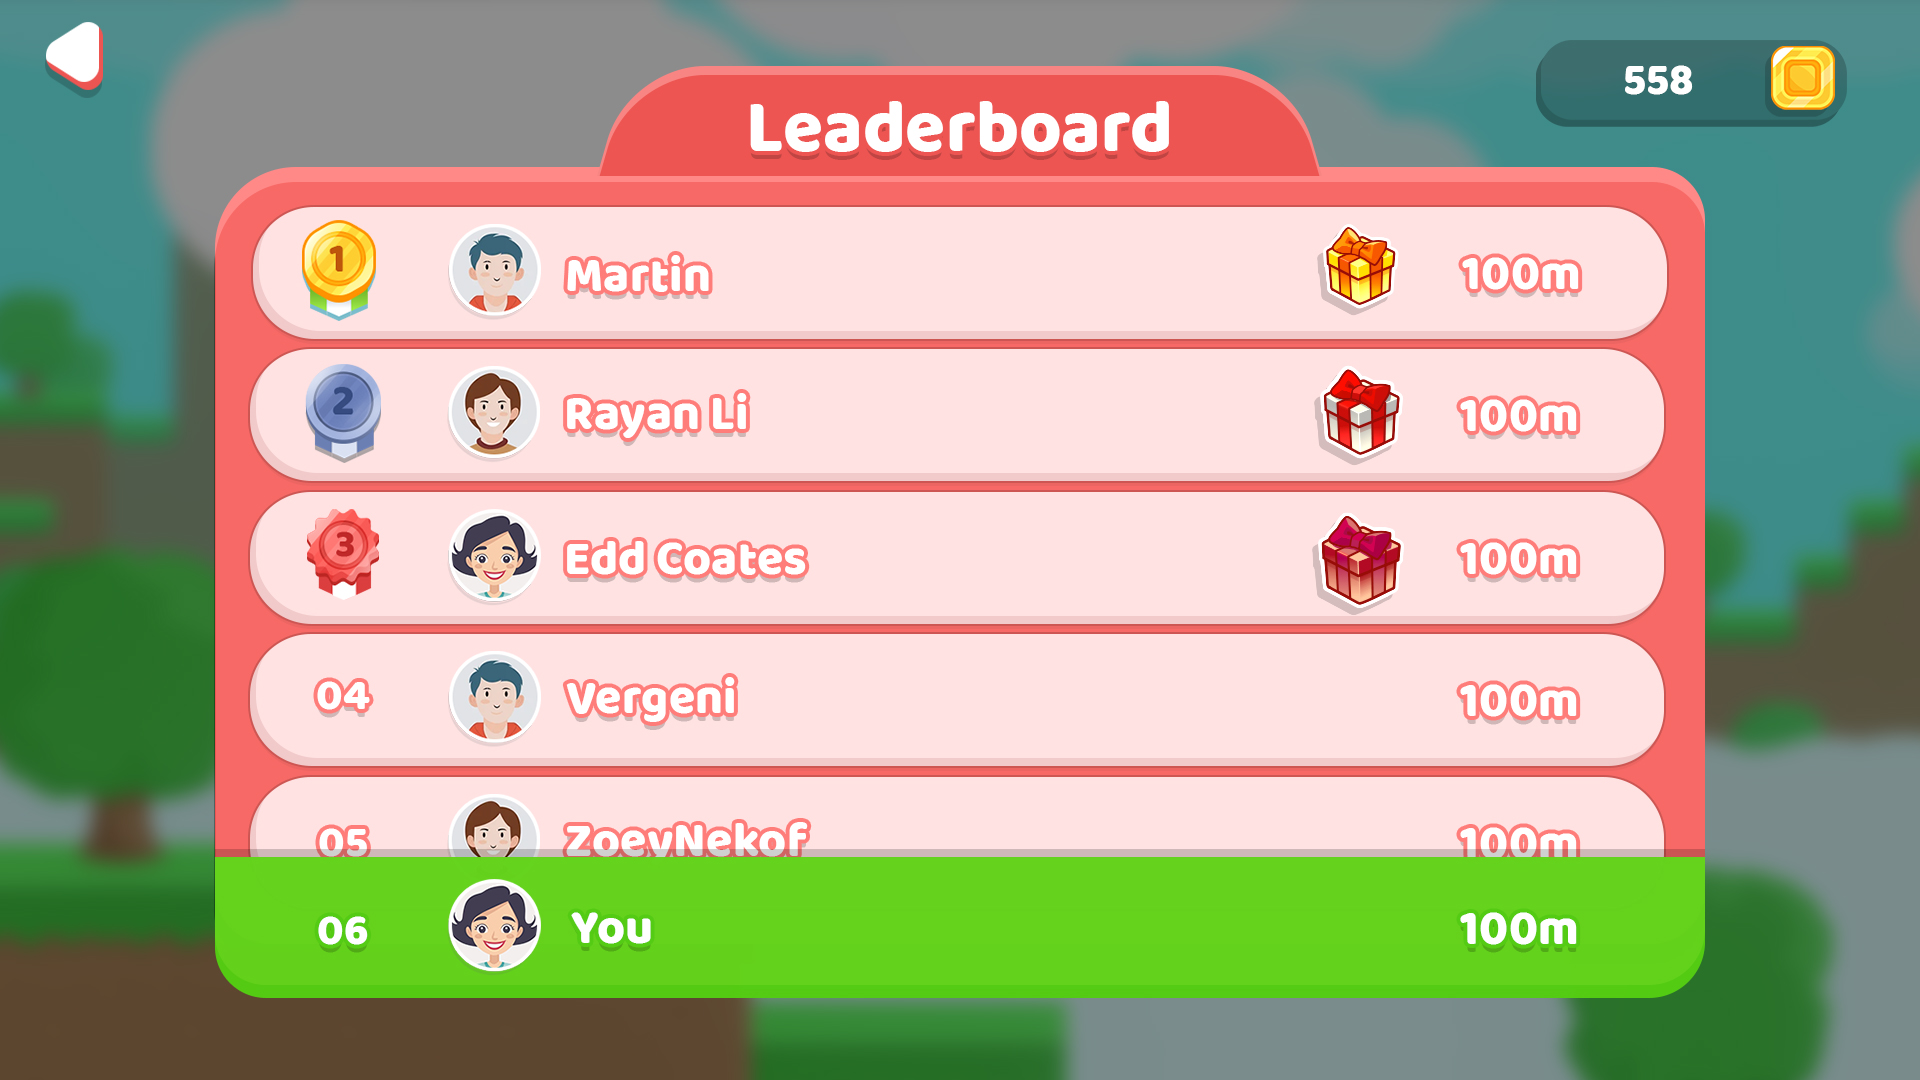 558
Leaderboard
1 Martin 100m
2 Rayan Li 100m
3 Edd Coates 100m
04 Vergeni 100m
05 ZoeyNekof 100m
06 You 100m